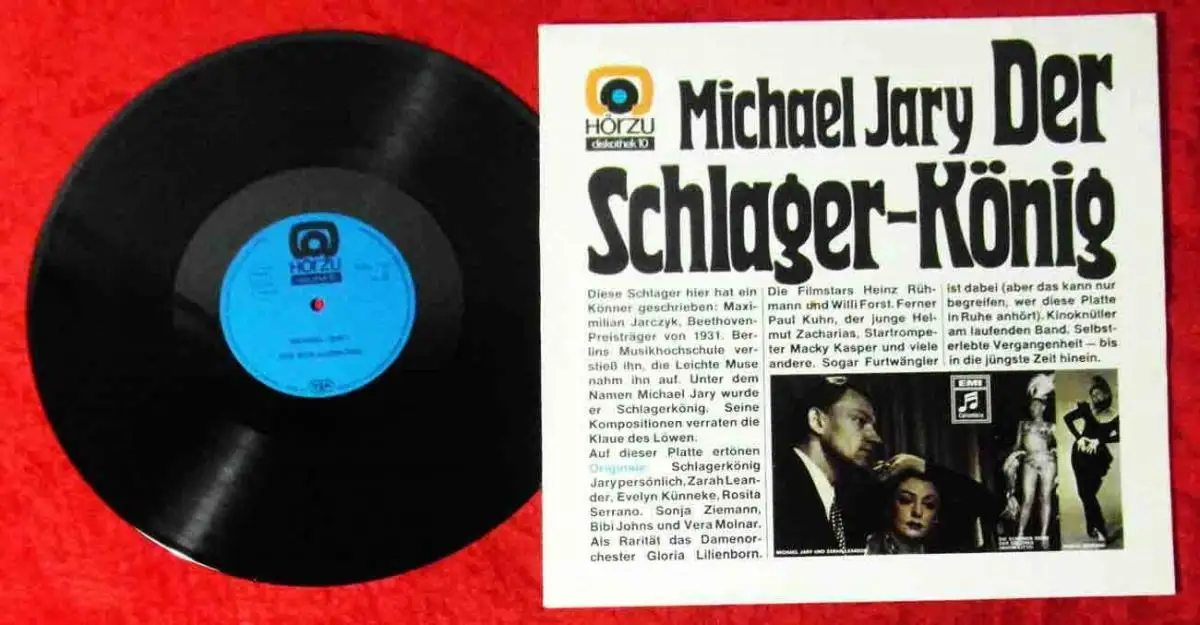 HÖRZU
HÖRZU
diskothek 10
Michael Jary Der
Schlager-König
Diese Schlager hier hat ein
Könner geschrieben: Maxi-
milian Jarczyk, Beethoven-
Preisträger von 1931. Ber-
lins Musikhochschule ver-
stieß ihn, die Leichte Muse
nahm ihn auf. Unter dem
Namen Michael Jary wurde
er Schlagerkönig. Seine
Kompositionen verraten die
Klaue des Löwen.
Auf dieser Platte ertönen
Originale: Schlagerkönig
Jary persönlich, Zarah Lean-
der, Evelyn Künneke, Rosita
Serrano, Sonja Ziemann,
Bibi Johns und Vera Molnar.
Als Rarität das Damenor-
chester Gloria Lilienborn.
Die Filmstars Heinz Rüh-
mann und Willi Forst. Ferner
Paul Kuhn, der junge Hel-
mut Zacharias, Startrompe-
ter Macky Kasper und viele
andere. Sogar Furtwängler
ist dabei (aber das kann nur
begreifen, wer diese Platte
in Ruhe anhört). Kinoknüller
am laufenden Band. Selbst-
erlebte Vergangenheit – bis
in die jüngste Zeit hinein.
EMI
Columbia
MICHAEL JARY UND ZARAH LEANDER